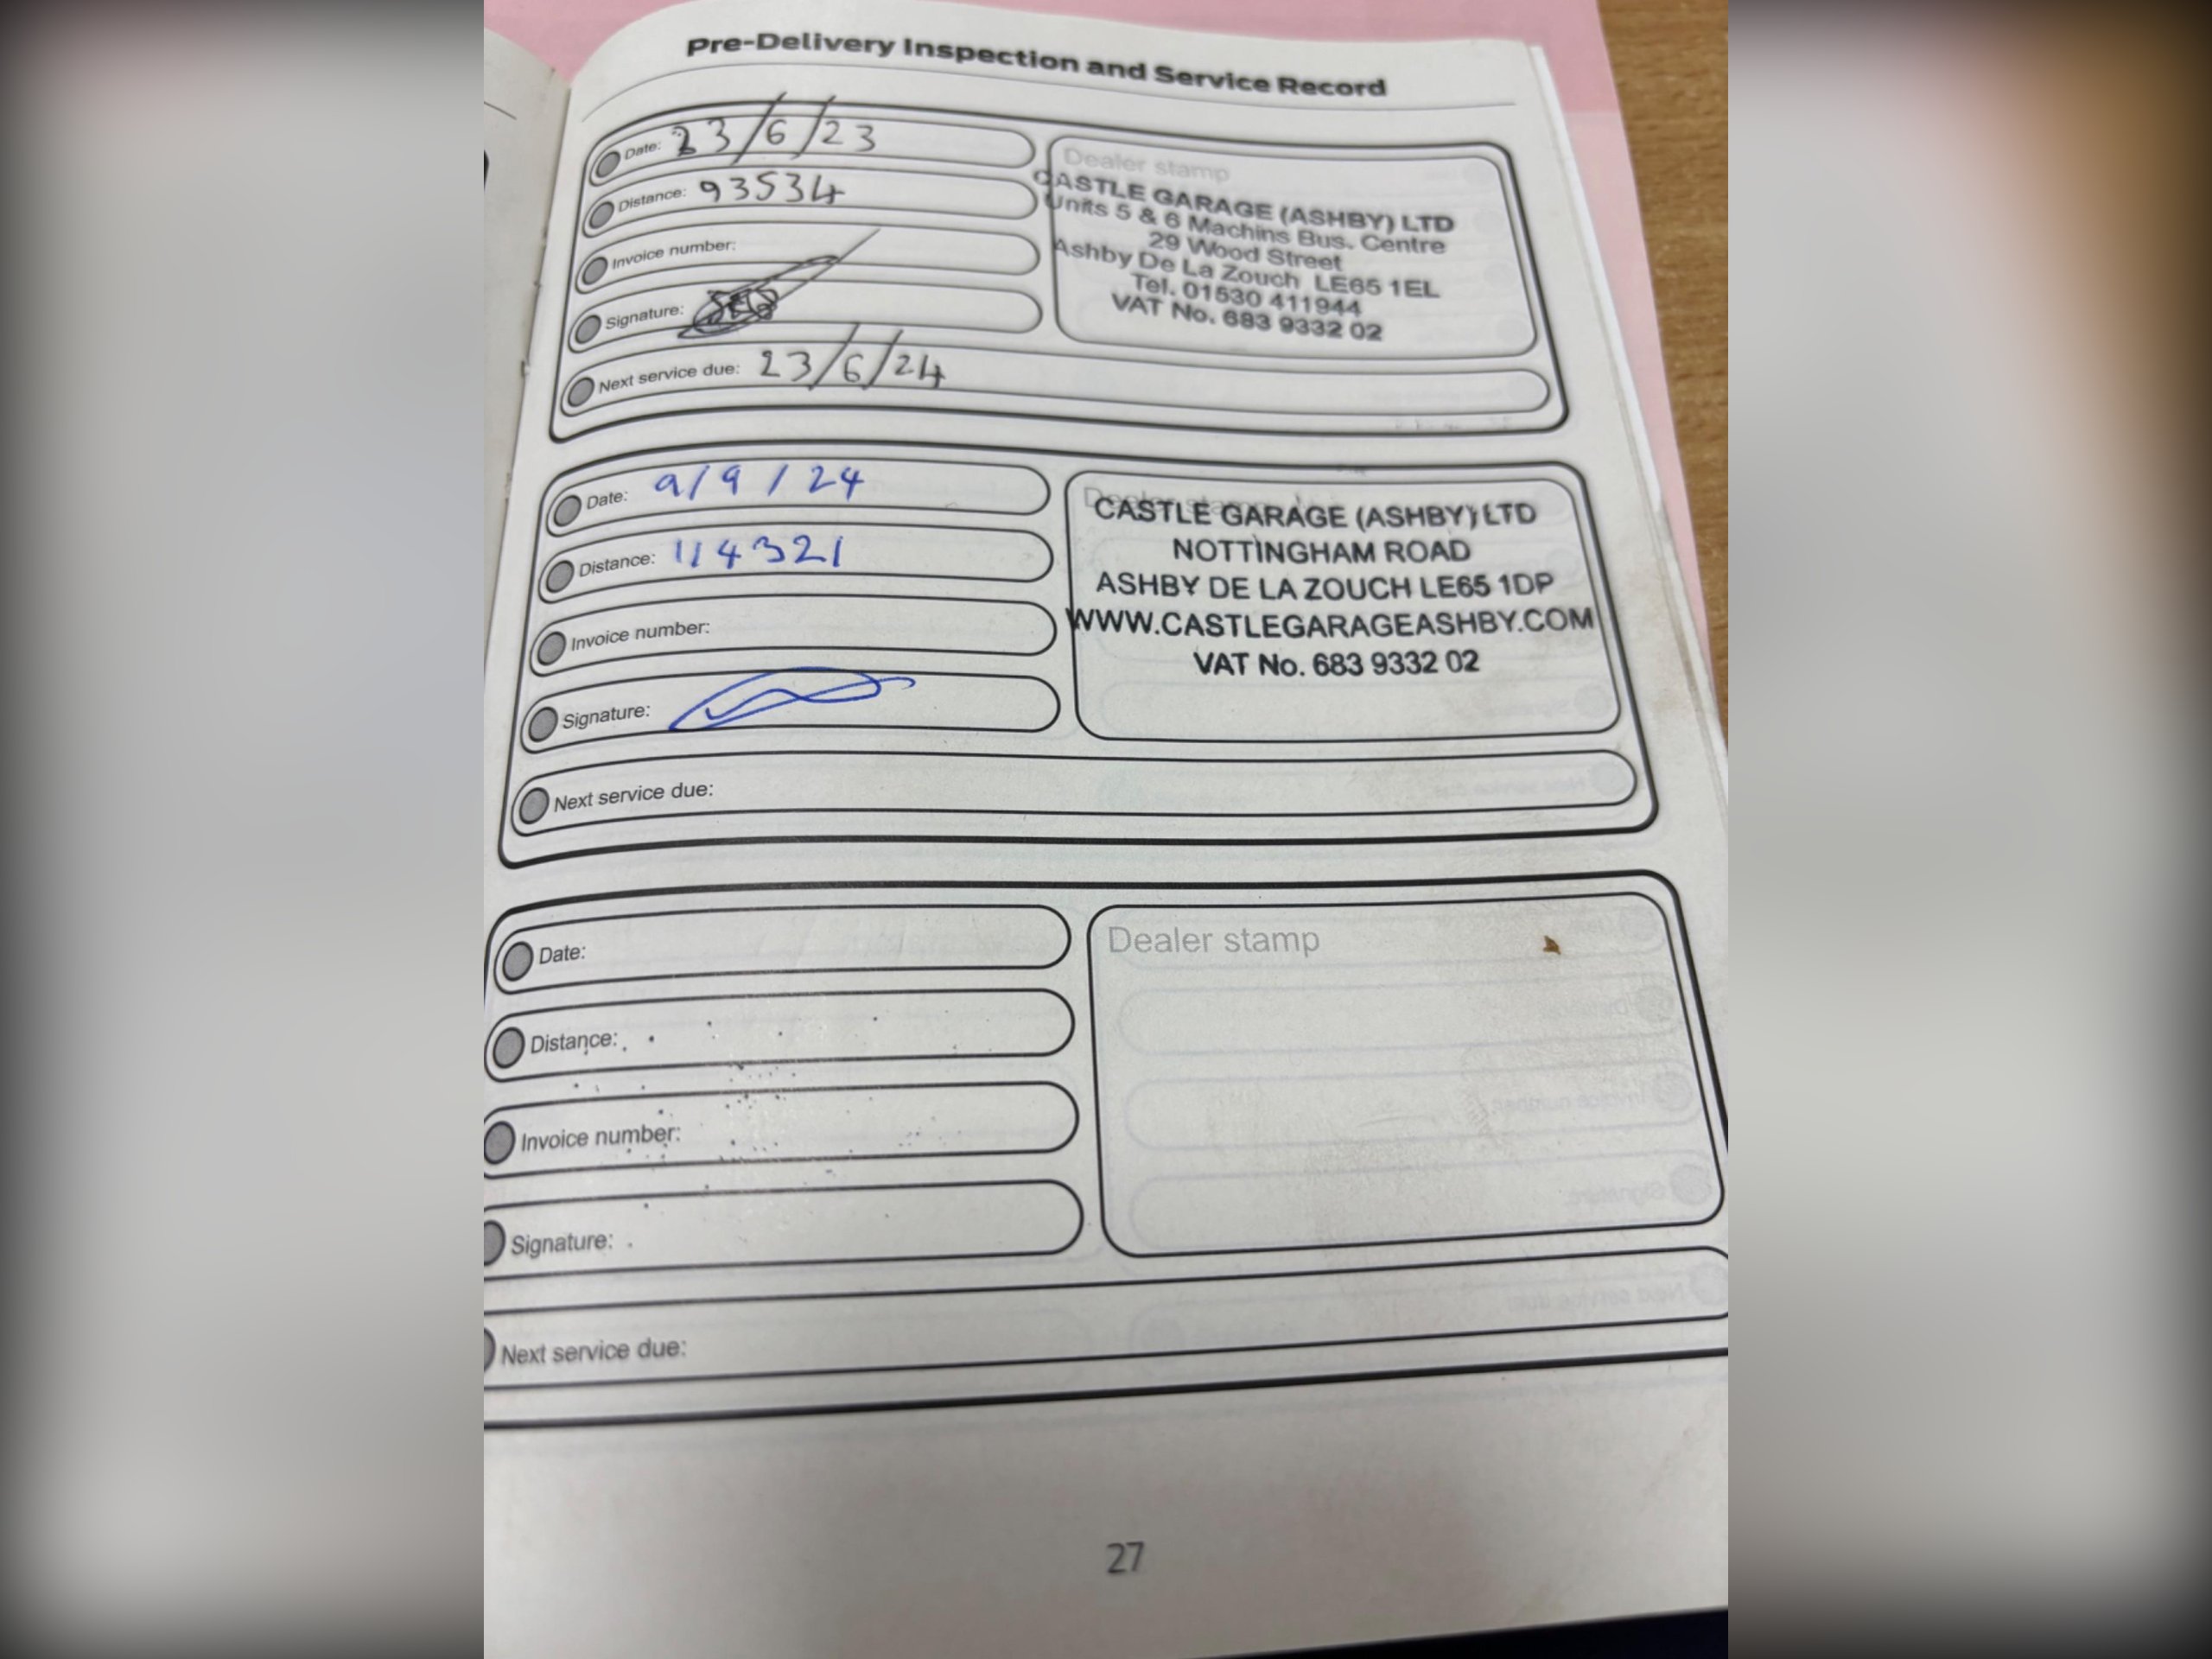 Pre-Delivery Inspection and Service Record
Date: 23/6/23
Distance: 93534
Invoice number:
Signature:
Next service due: 23/6/24
Dealer stamp
CASTLE GARAGE (ASHBY) LTD
Units 5 & 6 Machins Bus. Centre
29 Wood Street
Ashby De La Zouch LE65 1EL
Tel. 01530 411944
VAT No. 683 9332 02
Date: 9/9/24
Distance: 114321
Invoice number:
Signature:
Next service due:
Dealer stamp
CASTLE GARAGE (ASHBY) LTD
NOTTINGHAM ROAD
ASHBY DE LA ZOUCH LE65 1DP
WWW.CASTLEGARAGEASHBY.COM
VAT No. 683 9332 02
Date:
Distance:
Invoice number:
Signature:
Next service due:
Dealer stamp
27